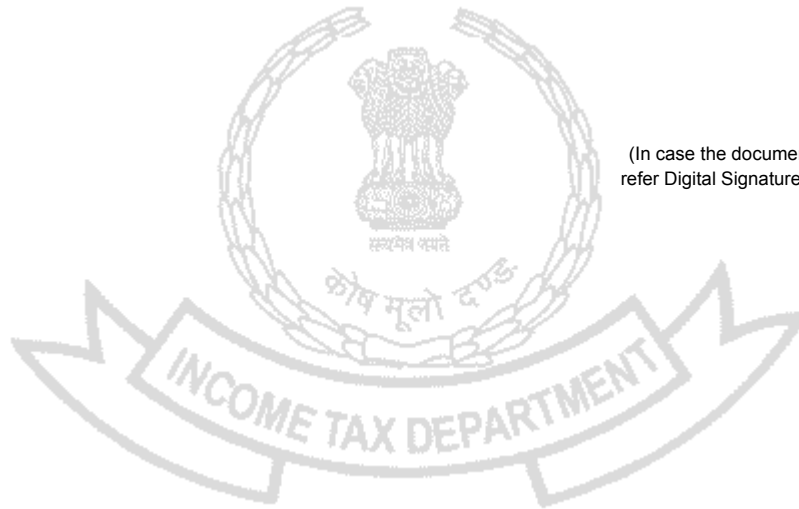 (In case the docume
refer Digital Signature
सत्यमेव जयते
कोष मूलो दण्डः
INCOME TAX DEPARTMENT